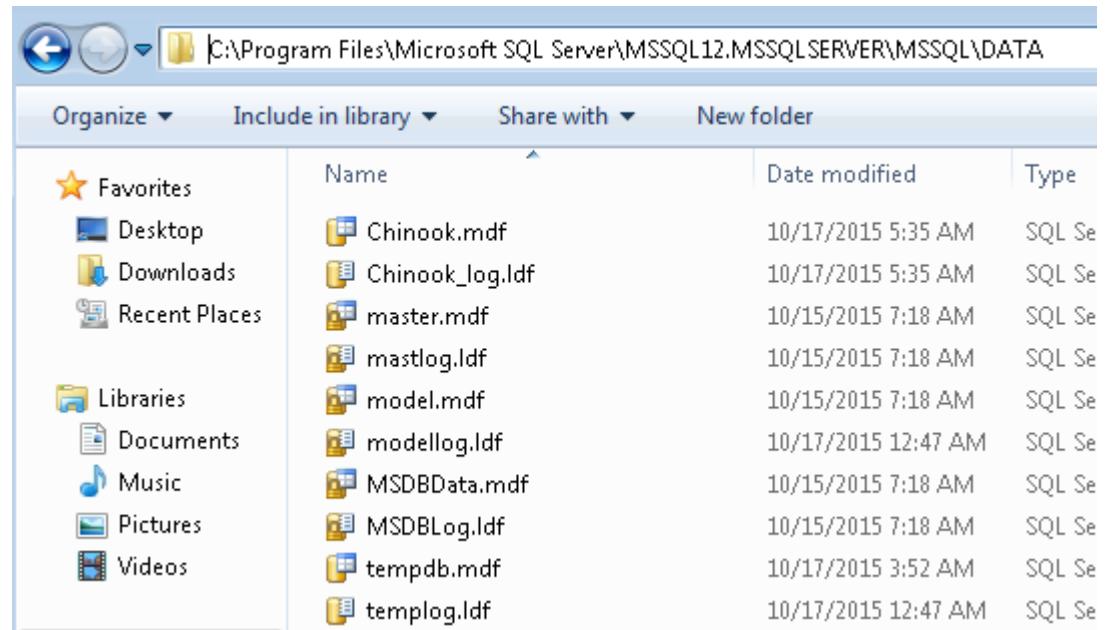 C:\Program Files\Microsoft SQL Server\MSSQL12.MSSQLSERVER\MSSQL\DATA
Organize Include in library Share with New folder
Favorites
Desktop
Downloads
Recent Places
Libraries
Documents
Music
Pictures
Videos
Name Date modified Type
Chinook.mdf 10/17/2015 5:35 AM SQL Se
Chinook_log.ldf 10/17/2015 5:35 AM SQL Se
master.mdf 10/15/2015 7:18 AM SQL Se
mastlog.ldf 10/15/2015 7:18 AM SQL Se
model.mdf 10/15/2015 7:18 AM SQL Se
modellog.ldf 10/17/2015 12:47 AM SQL Se
MSDBData.mdf 10/15/2015 7:18 AM SQL Se
MSDBLog.ldf 10/15/2015 7:18 AM SQL Se
tempdb.mdf 10/17/2015 3:52 AM SQL Se
templog.ldf 10/17/2015 12:47 AM SQL Se